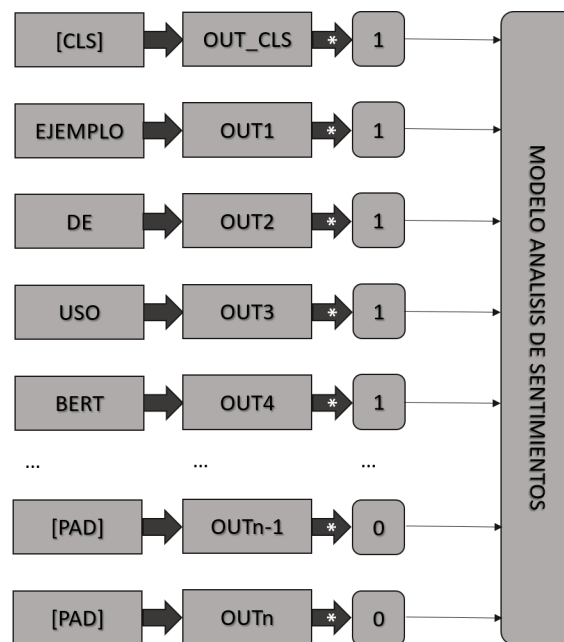 [CLS] OUT_CLS * 1
EJEMPLO OUT1 * 1
DE OUT2 * 1
USO OUT3 * 1
BERT OUT4 * 1
... ... ...
[PAD] OUTn-1 * 0
[PAD] OUTn * 0
MODELO ANALISIS DE SENTIMIENTOS